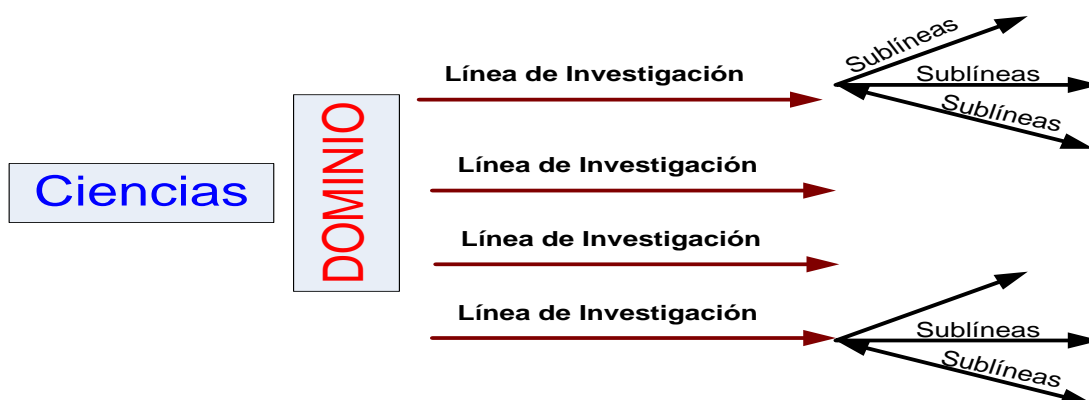 Ciencias
DOMINIO
Línea de Investigación
Sublíneas
Sublíneas
Sublíneas
Línea de Investigación
Línea de Investigación
Línea de Investigación
Sublíneas
Sublíneas